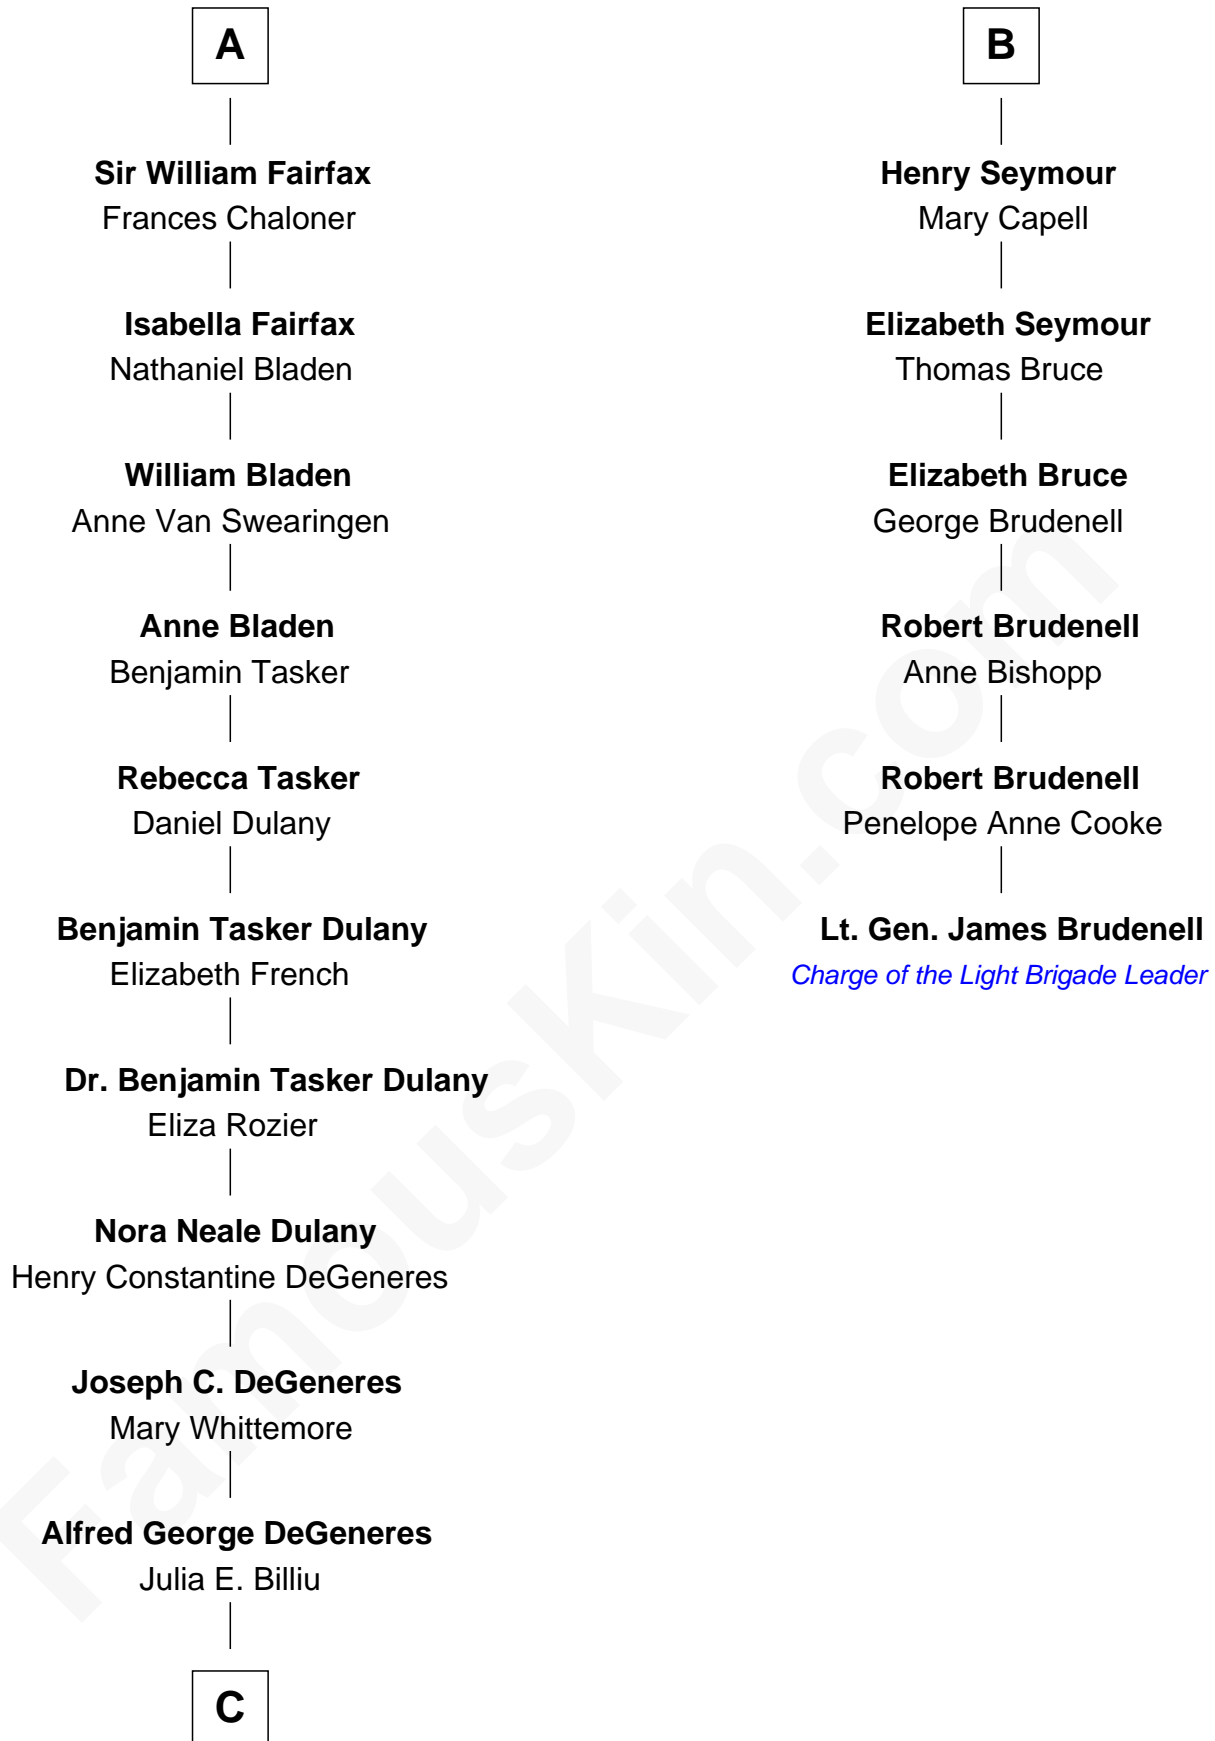 A
Sir William Fairfax
Frances Chaloner
Isabella Fairfax
Nathaniel Bladen
William Bladen
Anne Van Swearingen
Anne Bladen
Benjamin Tasker
Rebecca Tasker
Daniel Dulany
Benjamin Tasker Dulany
Elizabeth French
Dr. Benjamin Tasker Dulany
Eliza Rozier
Nora Neale Dulany
Henry Constantine DeGeneres
Joseph C. DeGeneres
Mary Whittemore
Alfred George DeGeneres
Julia E. Billiu
C
B
Henry Seymour
Mary Capell
Elizabeth Seymour
Thomas Bruce
Elizabeth Bruce
George Brudenell
Robert Brudenell
Anne Bishopp
Robert Brudenell
Penelope Anne Cooke
Lt. Gen. James Brudenell
Charge of the Light Brigade Leader
FamousKin.com